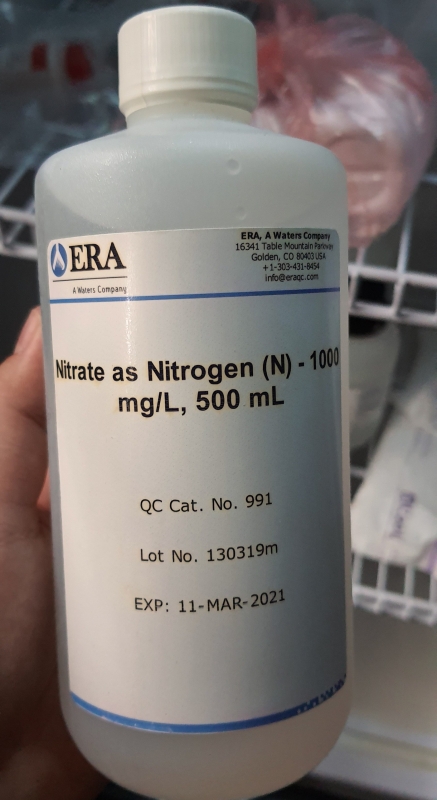 ERA
A Waters Company
ERA, A Waters Company
16341 Table Mountain Parkway
Golden, CO 80403 USA
+1-303-431-8454
info@eraqc.com
Nitrate as Nitrogen (N) - 1000
mg/L, 500 mL
QC Cat. No. 991
Lot No. 130319m
EXP: 11-MAR-2021